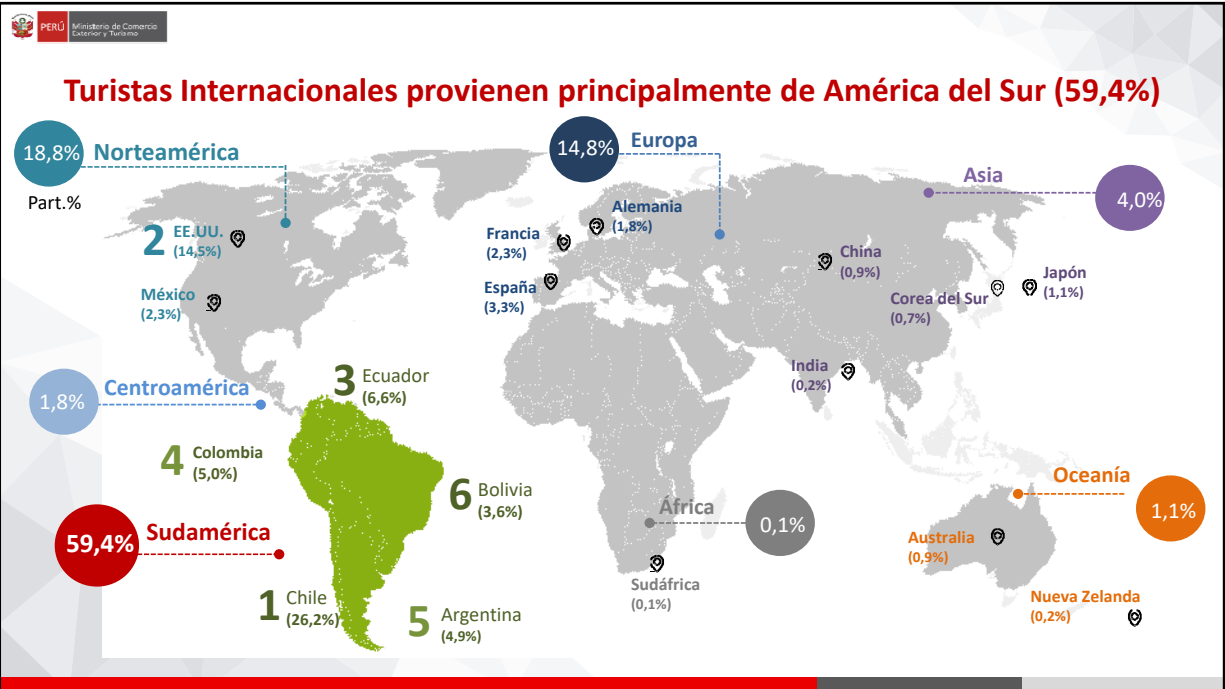 PERÚ
Ministerio de Comercio
Exterior y Turismo
Turistas Internacionales provienen principalmente de América del Sur (59,4%)
18,8%
Norteamérica
Part.%
2
EE.UU.
(14,5%)
México
(2,3%)
14,8%
Europa
Alemania
(1,8%)
Francia
(2,3%)
España
(3,3%)
Asia
4,0%
China
(0,9%)
Japón
(1,1%)
Corea del Sur
(0,7%)
India
(0,2%)
1,8%
Centroamérica
3
Ecuador
(6,6%)
4
Colombia
(5,0%)
6
Bolivia
(3,6%)
59,4%
Sudamérica
1
Chile
(26,2%)
5
Argentina
(4,9%)
África
0,1%
Sudáfrica
(0,1%)
Oceanía
1,1%
Australia
(0,9%)
Nueva Zelanda
(0,2%)